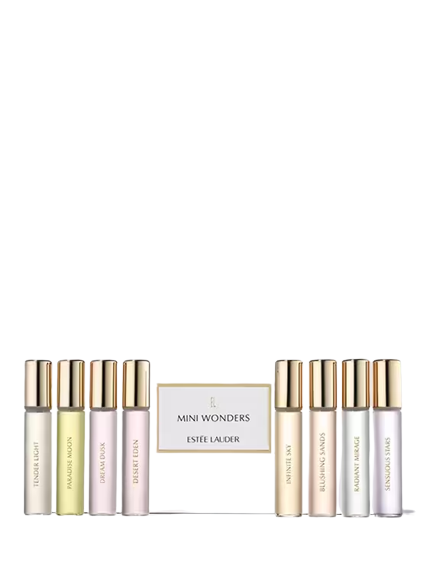 TENDER LIGHT
PARADISE MOON
DREAM DUSK
DESERT EDEN
MINI WONDERS
ESTÉE LAUDER
INFINITE SKY
BLUSHING SANDS
RADIANT MIRAGE
SENSUOUS STARS